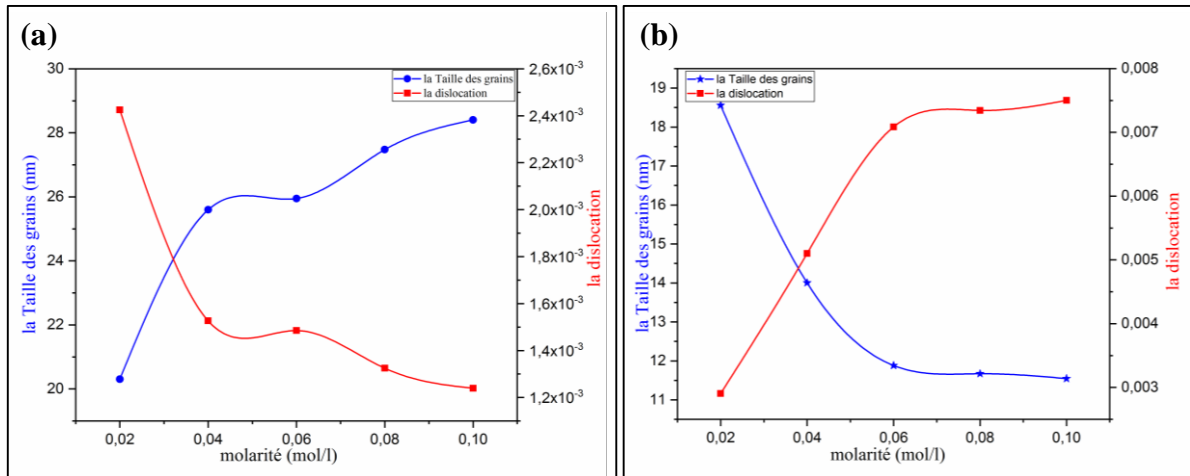 (a)
la Taille des grains
la dislocation
30
28
26
24
22
20
la Taille des grains (nm)
2,6x10⁻³
2,4x10⁻³
2,2x10⁻³
2,0x10⁻³
1,8x10⁻³
1,6x10⁻³
1,4x10⁻³
1,2x10⁻³
la dislocation
0,02 0,04 0,06 0,08 0,10
molarité (mol/l)
(b)
la Taille des grains
la dislocation
19
18
17
16
15
14
13
12
11
la Taille des grains (nm)
0,008
0,007
0,006
0,005
0,004
0,003
la dislocation
0,02 0,04 0,06 0,08 0,10
molarité (mol/l)